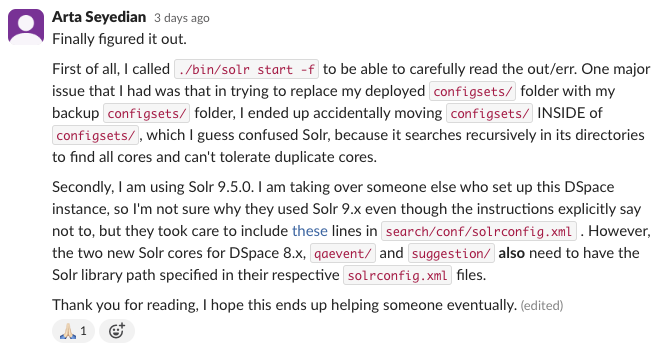 Arta Seyedian 3 days ago
Finally figured it out.
First of all, I called ./bin/solr start -f to be able to carefully read the out/err. One major
issue that I had was that in trying to replace my deployed configsets/ folder with my
backup configsets/ folder, I ended up accidentally moving configsets/ INSIDE of
configsets/, which I guess confused Solr, because it searches recursively in its directories
to find all cores and can't tolerate duplicate cores.
Secondly, I am using Solr 9.5.0. I am taking over someone else who set up this DSpace
instance, so I'm not sure why they used Solr 9.x even though the instructions explicitly say
not to, but they took care to include these lines in search/conf/solrconfig.xml . However,
the two new Solr cores for DSpace 8.x, qaevent/ and suggestion/ also need to have the
Solr library path specified in their respective solrconfig.xml files.
Thank you for reading, I hope this ends up helping someone eventually. (edited)
1